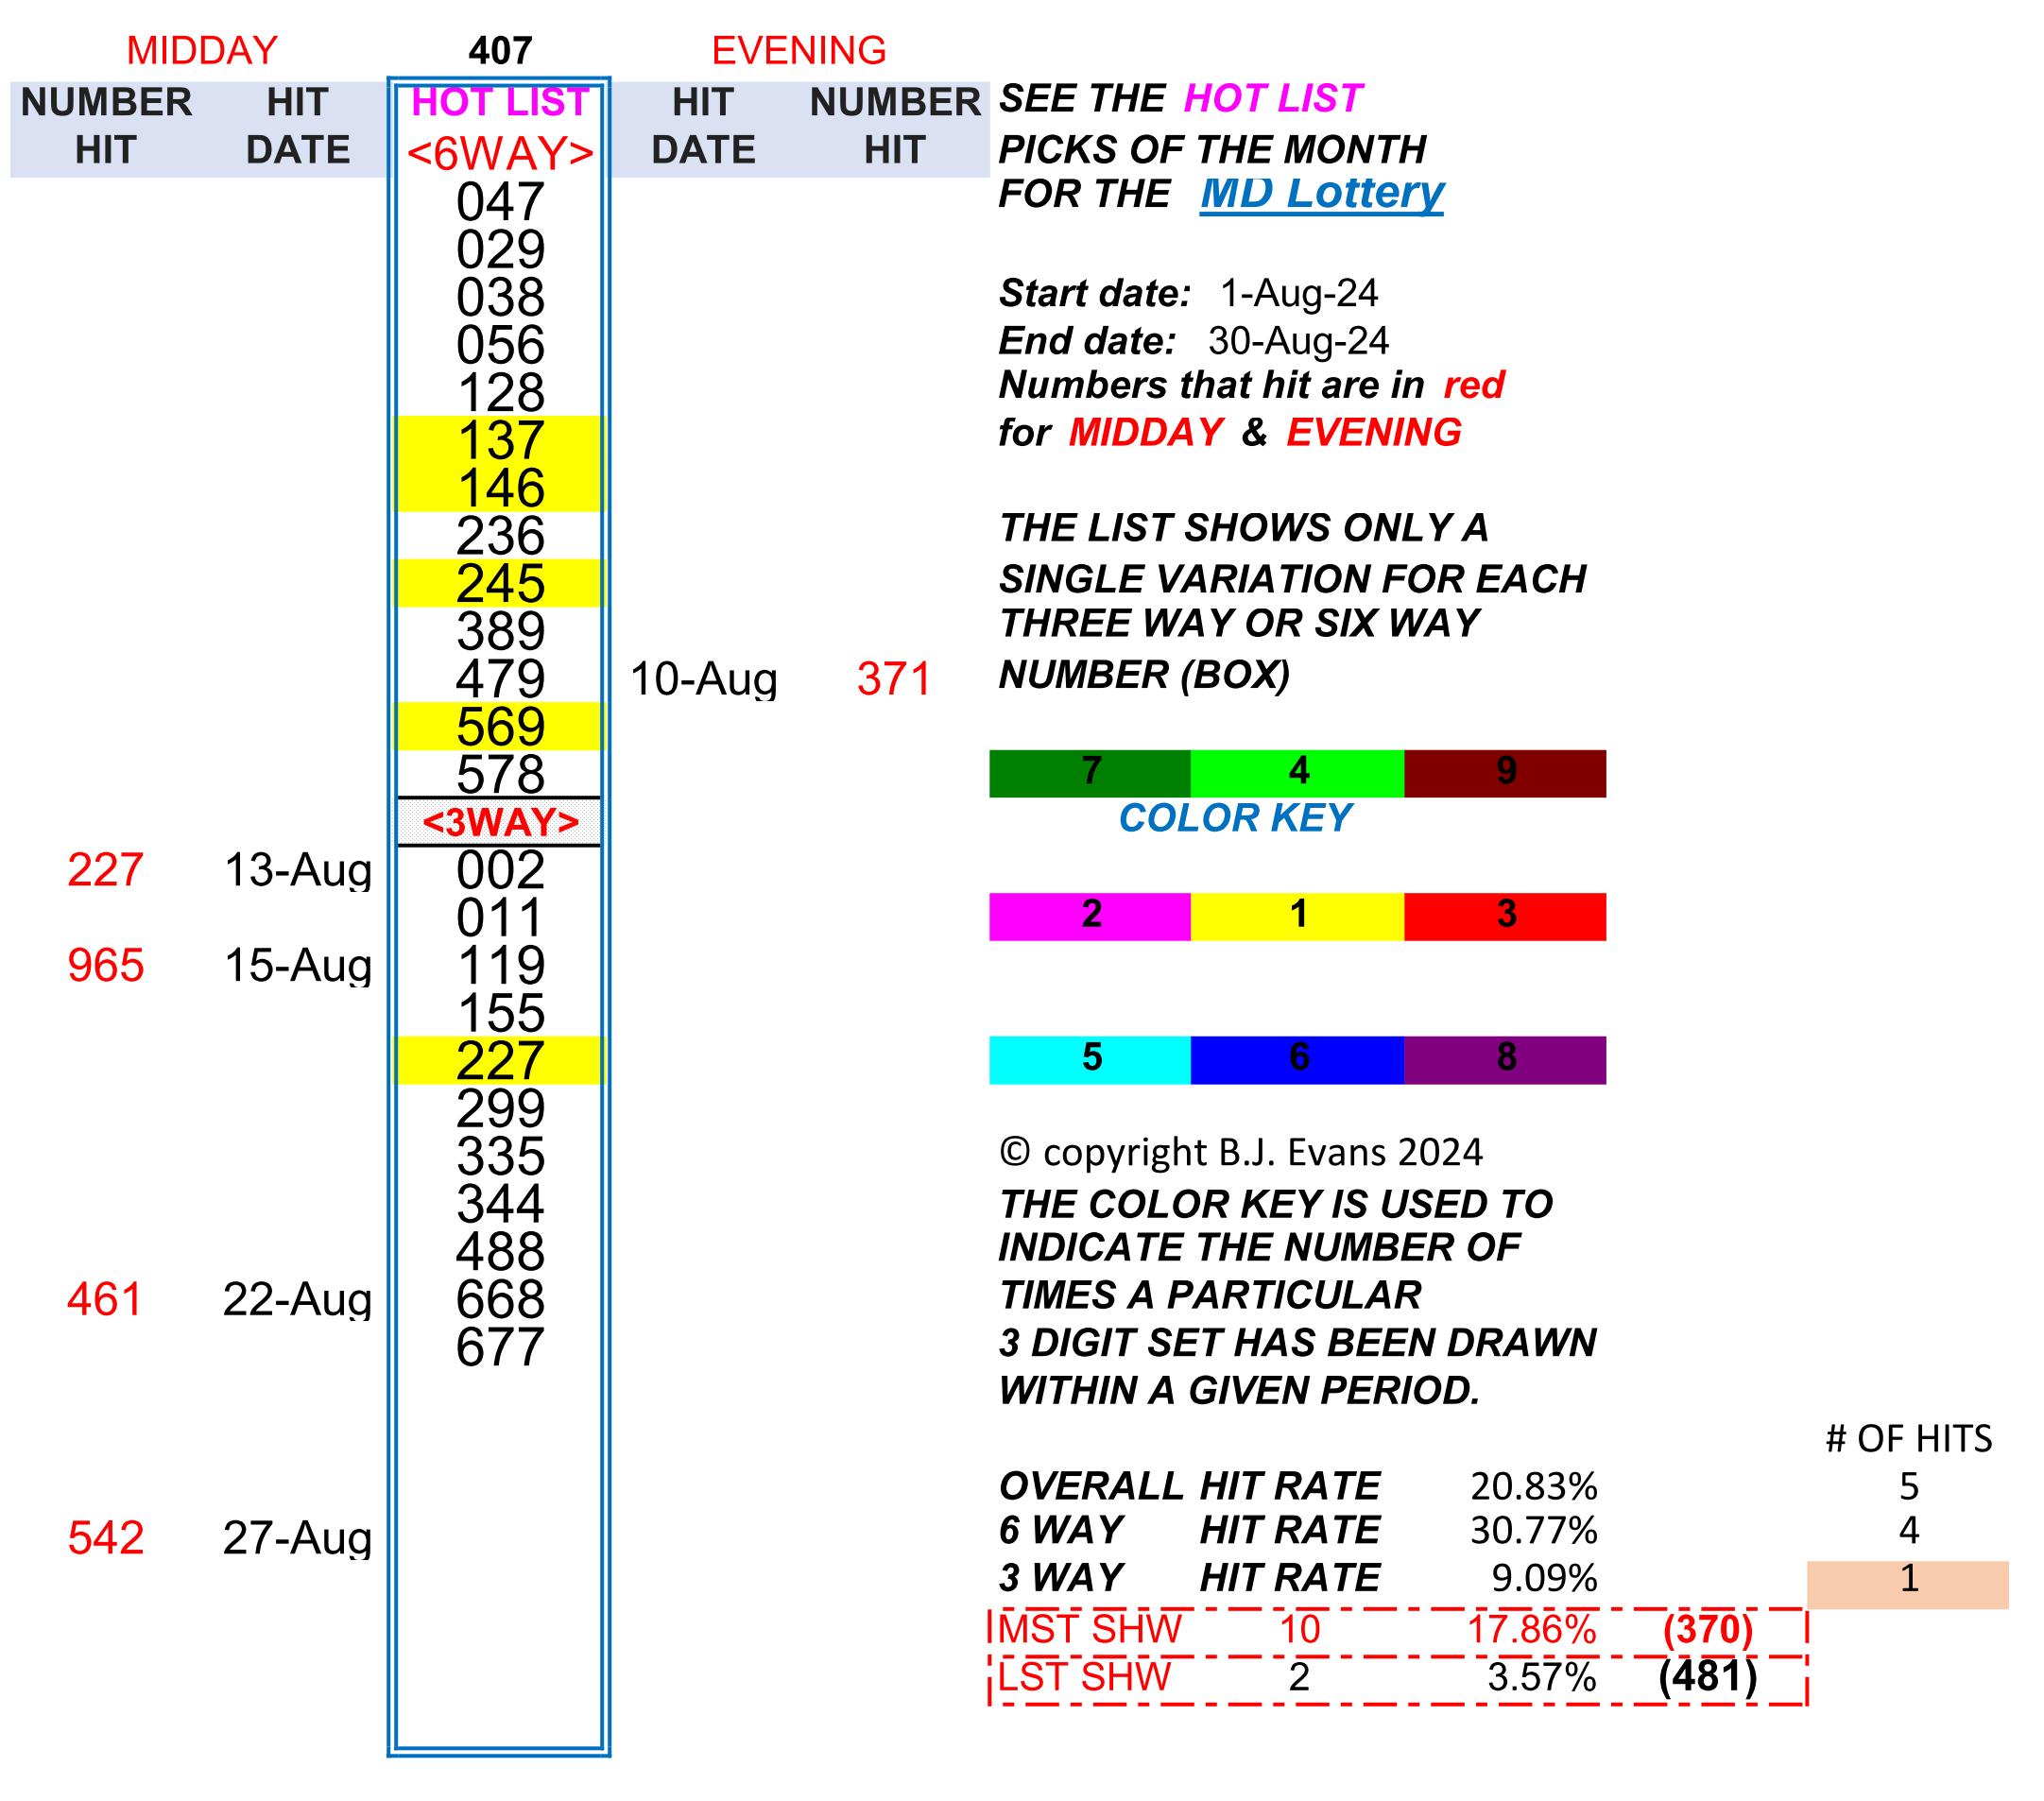 MIDDAY 407 EVENING
NUMBER HIT HOT LIST HIT NUMBER SEE THE HOT LIST
HIT DATE <6WAY> DATE HIT PICKS OF THE MONTH
047 FOR THE MD Lottery
029
038 Start date: 1-Aug-24
056 End date: 30-Aug-24
128 Numbers that hit are in red
137 for MIDDAY & EVENING
146
236 THE LIST SHOWS ONLY A
245 SINGLE VARIATION FOR EACH
389 THREE WAY OR SIX WAY
479 10-Aug 371 NUMBER (BOX)
569
578 7 4 9
<3WAY> COLOR KEY
227 13-Aug 002
011 2 1 3
965 15-Aug 119
155
227 5 6 8
299
335 © copyright B.J. Evans 2024
344 THE COLOR KEY IS USED TO
488 INDICATE THE NUMBER OF
461 22-Aug 668 TIMES A PARTICULAR
677 3 DIGIT SET HAS BEEN DRAWN
WITHIN A GIVEN PERIOD.
# OF HITS
OVERALL HIT RATE 20.83% 5
542 27-Aug 6 WAY HIT RATE 30.77% 4
3 WAY HIT RATE 9.09% 1
MST SHW 10 17.86% (370)
LST SHW 2 3.57% (481)